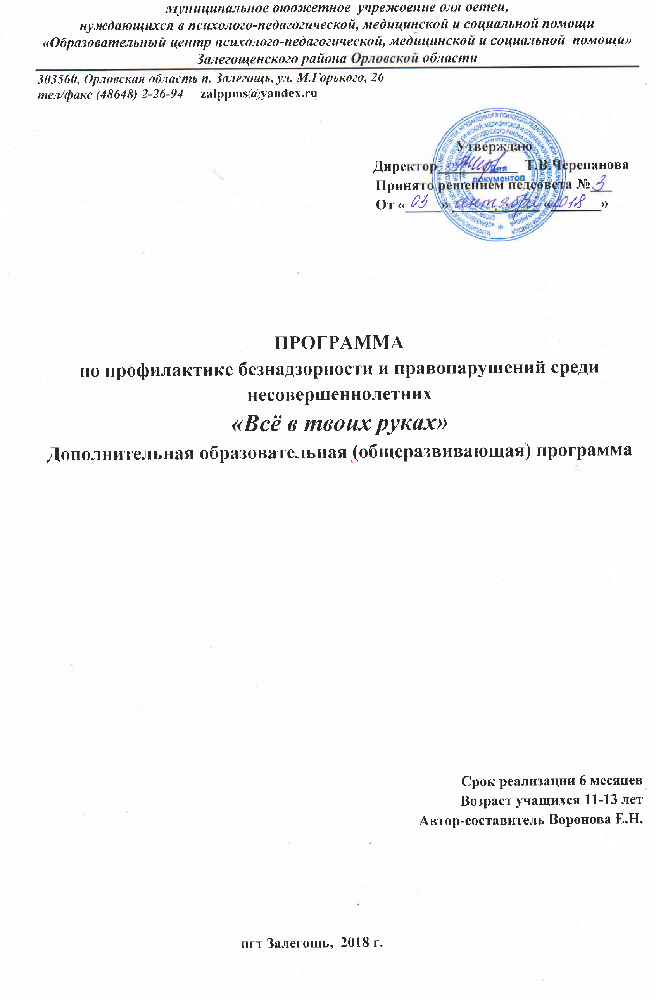 Муниципальное бюджетное учреждение для детей,
нуждающихся в психолого-педагогической, медицинской и социальной помощи
«Образовательный центр психолого-педагогической, медицинской и социальной помощи»
Залегощенского района Орловской области
303560, Орловская область п. Залегощь, ул. М.Горького, 26
тел/факс (48648) 2-26-94 zalppms@yandex.ru
Утверждаю
Директор Т.В.Черепанова
Для документов
Принято решением педсовета № 3
От « 03 » сентября « 2018 »
ПРОГРАММА
по профилактике безнадзорности и правонарушений среди
несовершеннолетних
«Всё в твоих руках»
Дополнительная образовательная (общеразвивающая) программа
Срок реализации 6 месяцев
Возраст учащихся 11-13 лет
Автор-составитель Воронова Е.Н.
пгт Залегощь, 2018 г.